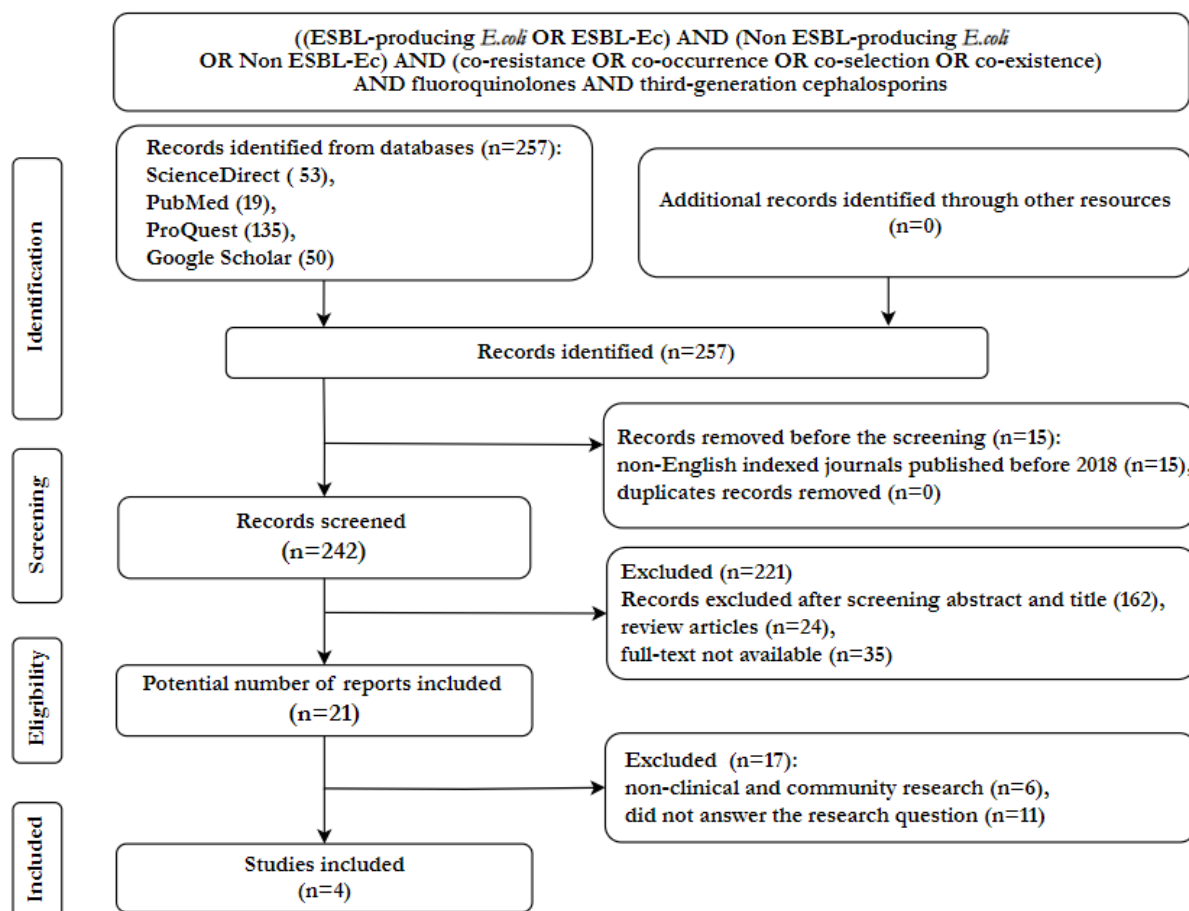 ((ESBL-producing E.coli OR ESBL-Ec) AND (Non ESBL-producing E.coli
OR Non ESBL-Ec) AND (co-resistance OR co-occurrence OR co-selection OR co-existence)
AND fluoroquinolones AND third-generation cephalosporins
Identification
Records identified from databases (n=257):
ScienceDirect ( 53),
PubMed (19),
ProQuest (135),
Google Scholar (50)
Additional records identified through other resources
(n=0)
Records identified (n=257)
Records removed before the screening (n=15):
non-English indexed journals published before 2018 (n=15),
duplicates records removed (n=0)
Screening
Records screened
(n=242)
Excluded (n=221)
Records excluded after screening abstract and title (162),
review articles (n=24),
full-text not available (n=35)
Eligibility
Potential number of reports included
(n=21)
Excluded (n=17):
non-clinical and community research (n=6),
did not answer the research question (n=11)
Included
Studies included
(n=4)